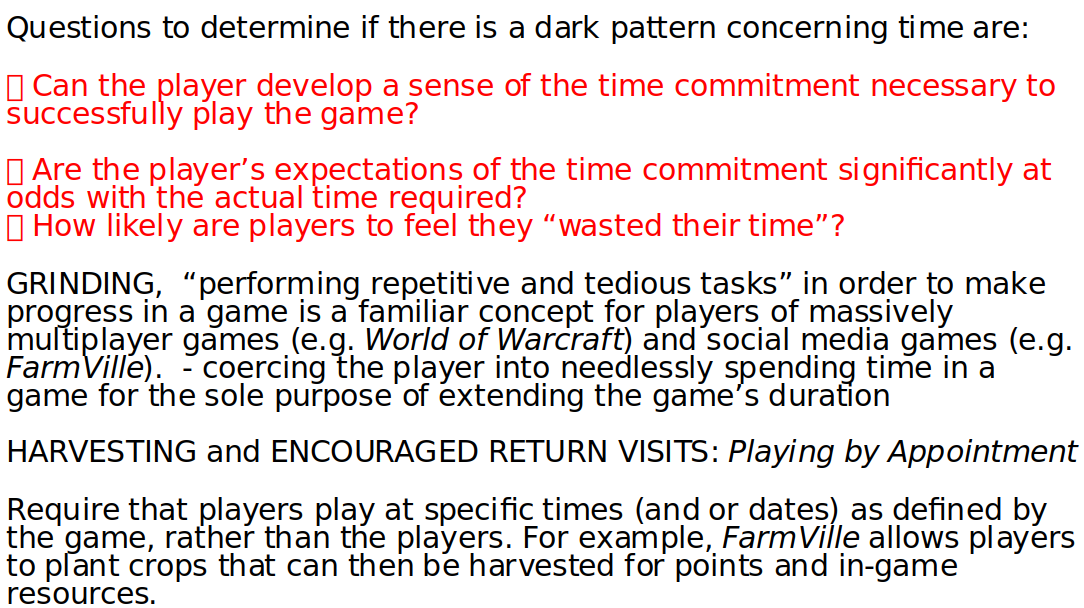 Questions to determine if there is a dark pattern concerning time are:
▯ Can the player develop a sense of the time commitment necessary to
successfully play the game?
▯ Are the player’s expectations of the time commitment significantly at
odds with the actual time required?
▯ How likely are players to feel they “wasted their time”?
GRINDING,  “performing repetitive and tedious tasks” in order to make
progress in a game is a familiar concept for players of massively
multiplayer games (e.g. World of Warcraft) and social media games (e.g.
FarmVille).  - coercing the player into needlessly spending time in a
game for the sole purpose of extending the game’s duration
HARVESTING and ENCOURAGED RETURN VISITS: Playing by Appointment
Require that players play at specific times (and or dates) as defined by
the game, rather than the players. For example, FarmVille allows players
to plant crops that can then be harvested for points and in-game
resources.